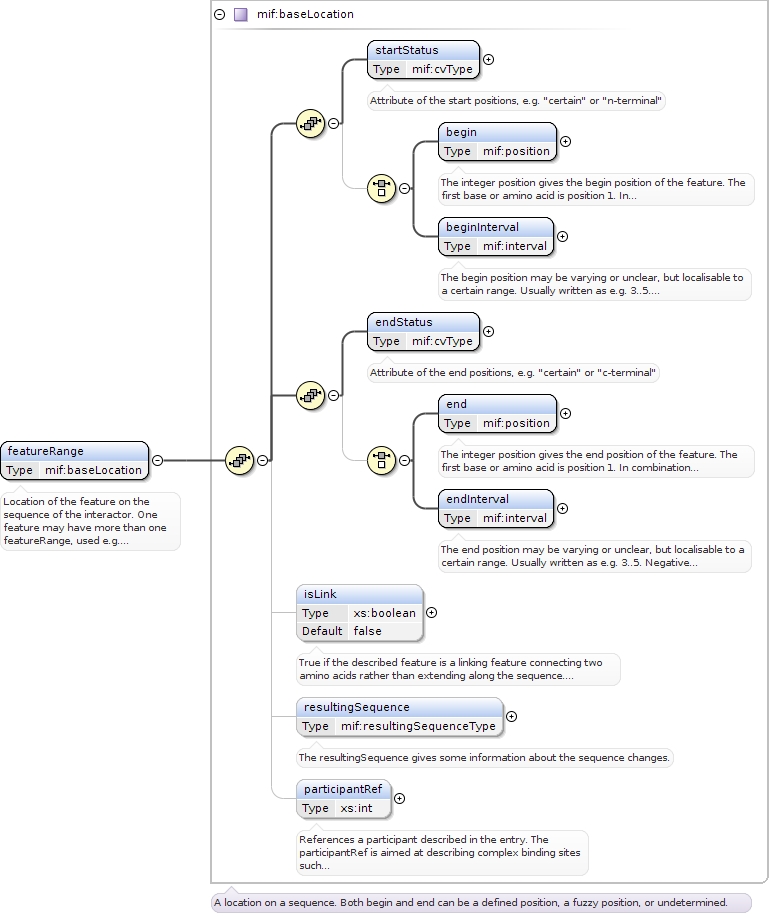 mif:baseLocation
startStatus
Type mif:cvType
Attribute of the start positions, e.g. "certain" or "n-terminal"
begin
Type mif:position
The integer position gives the begin position of the feature. The
first base or amino acid is position 1. In...
beginInterval
Type mif:interval
The begin position may be varying or unclear, but localisable to
a certain range. Usually written as e.g. 3..5....
endStatus
Type mif:cvType
Attribute of the end positions, e.g. "certain" or "c-terminal"
end
Type mif:position
The integer position gives the end position of the feature. The
first base or amino acid is position 1. In combination...
featureRange
Type mif:baseLocation
Location of the feature on the
sequence of the interactor. One
feature may have more than one
featureRange, used e.g....
endInterval
Type mif:interval
The end position may be varying or unclear, but localisable to a
certain range. Usually written as e.g. 3..5. Negative...
isLink
Type xs:boolean
Default false
True if the described feature is a linking feature connecting two
amino acids rather than extending along the sequence....
resultingSequence
Type mif:resultingSequenceType
The resultingSequence gives some information about the sequence changes.
participantRef
Type xs:int
References a participant described in the entry. The
participantRef is aimed at describing complex binding sites
such...
A location on a sequence. Both begin and end can be a defined position, a fuzzy position, or undetermined.